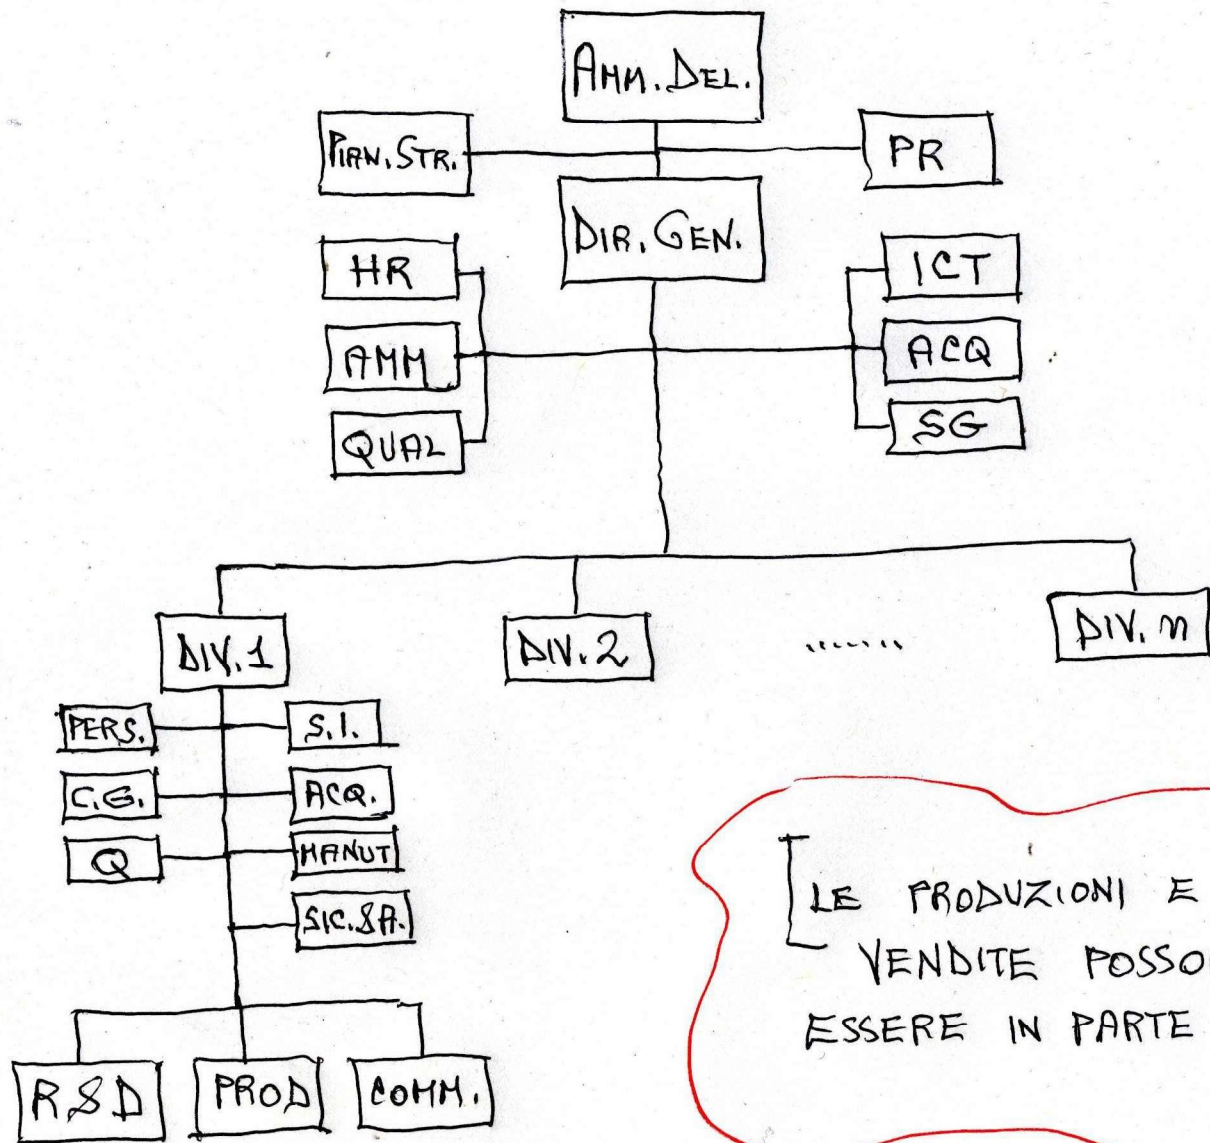 AMM. DEL.
PIAN. STR.
PR
DIR. GEN.
HR
ICT
AMM
ACQ
QUAL
SG
DIV. 1
DIV. 2
.......
DIV. n
PERS.
S.I.
C.G.
ACQ.
Q
MANUT
SIC. & A.
LE PRODUZIONI E
VENDITE POSSO
ESSERE IN PARTE
R & D
PROD
COMM.